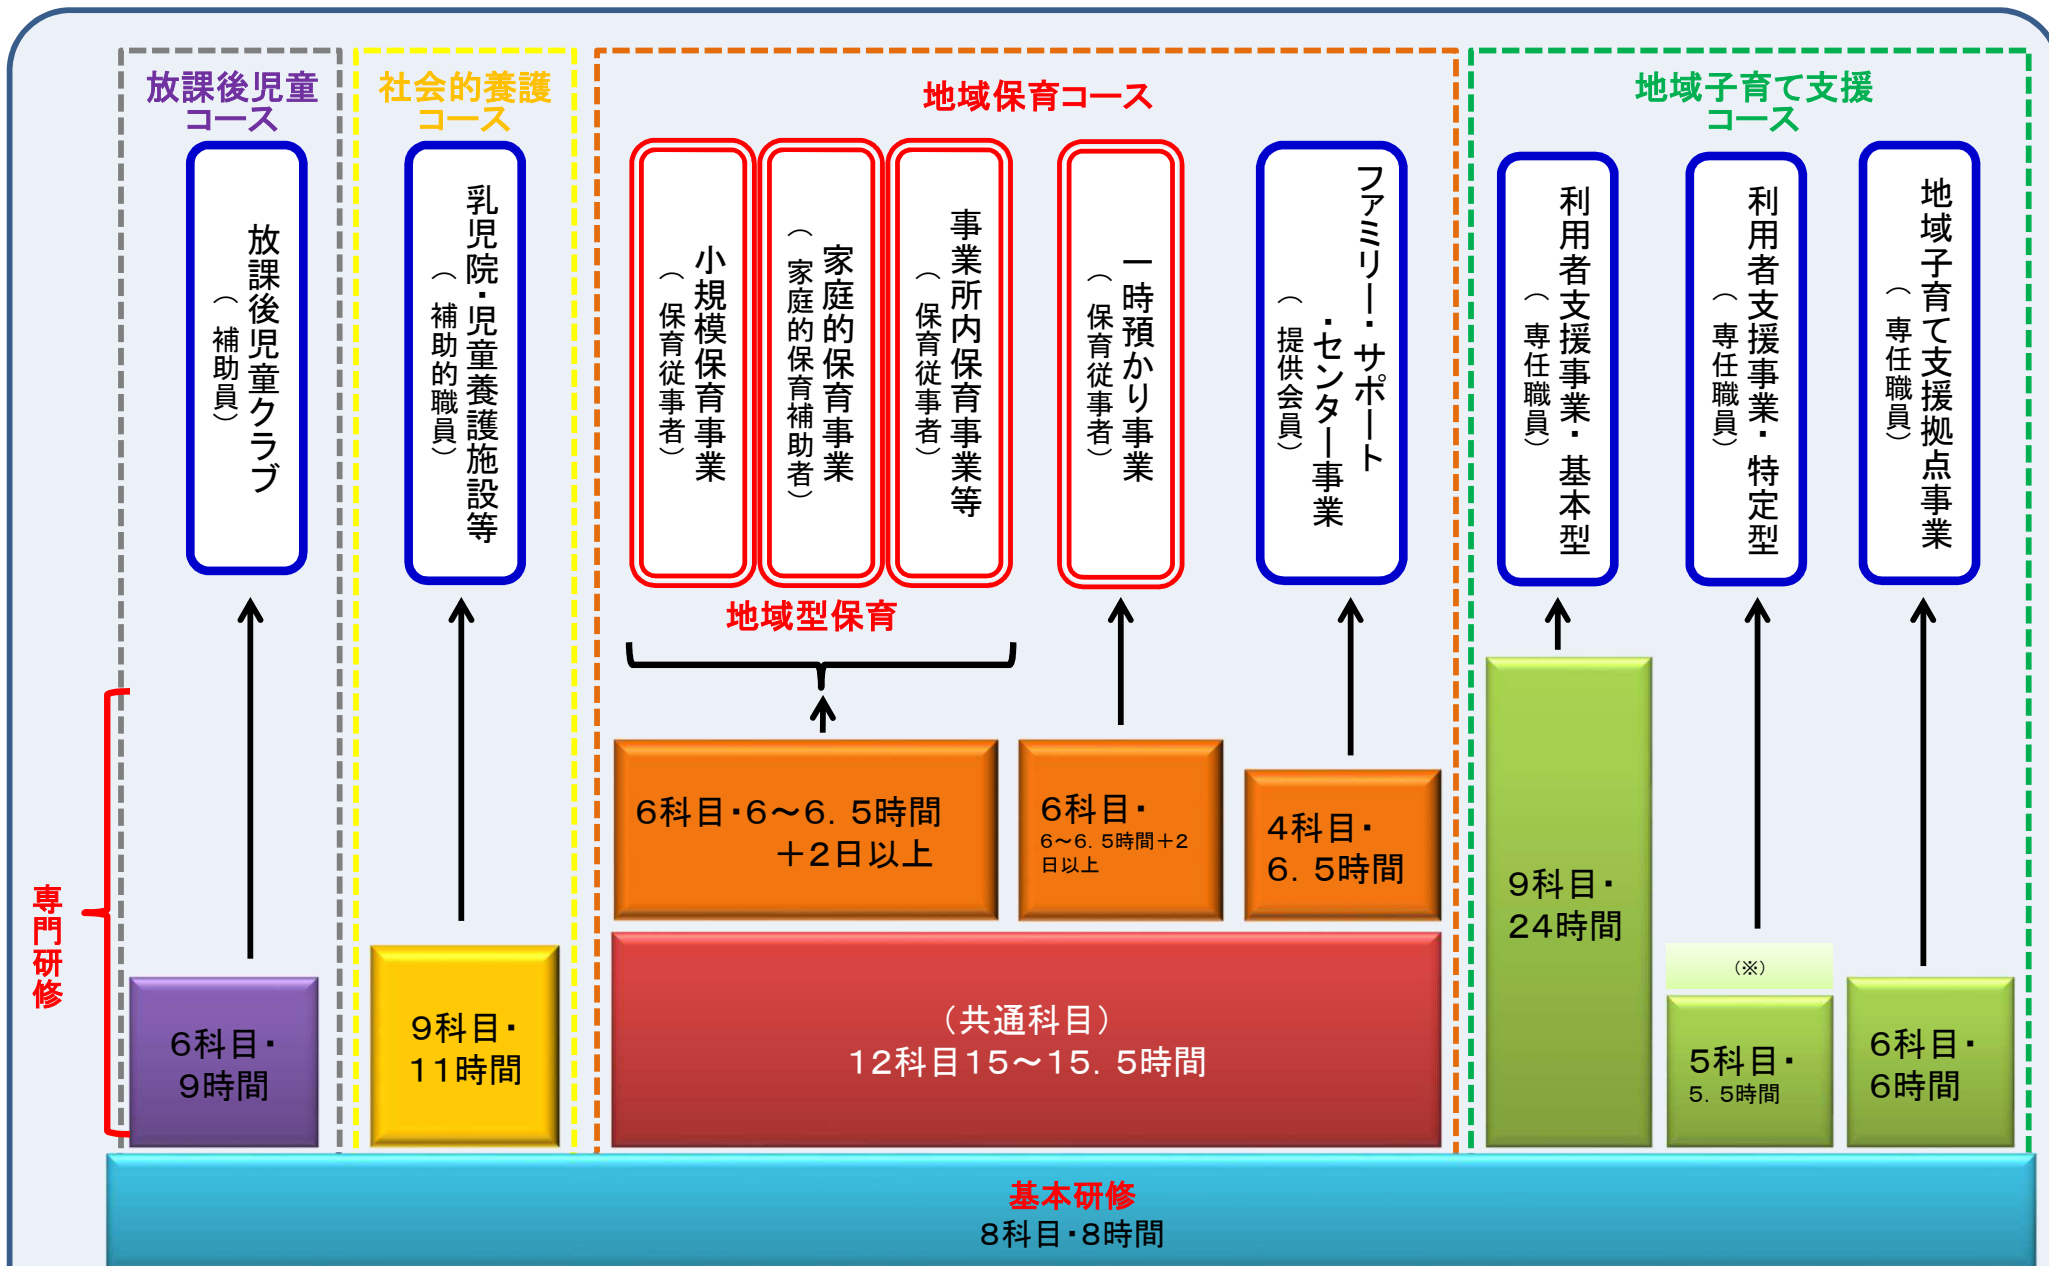 放課後児童
コース
社会的養護
コース
地域保育コース
地域子育て支援
コース
放課後児童クラブ
（補助員）
乳児院・児童養護施設等
（補助的職員）
小規模保育事業
（保育従事者）
家庭的保育事業
（家庭的保育補助者）
事業所内保育事業等
（保育従事者）
一時預かり事業
（保育従事者）
ファミリー・サポート
・センター事業
（提供会員）
利用者支援事業・基本型
（専任職員）
利用者支援事業・特定型
（専任職員）
地域子育て支援拠点事業
（専任職員）
地域型保育
専門研修
6科目・
9時間
9科目・
11時間
6科目・6～6．5時間
＋2日以上
6科目・
6～6．5時間＋2
日以上
4科目・
6．5時間
（共通科目）
12科目15～15．5時間
9科目・
24時間
（※）
5科目・
5．5時間
6科目・
6時間
基本研修
8科目・8時間